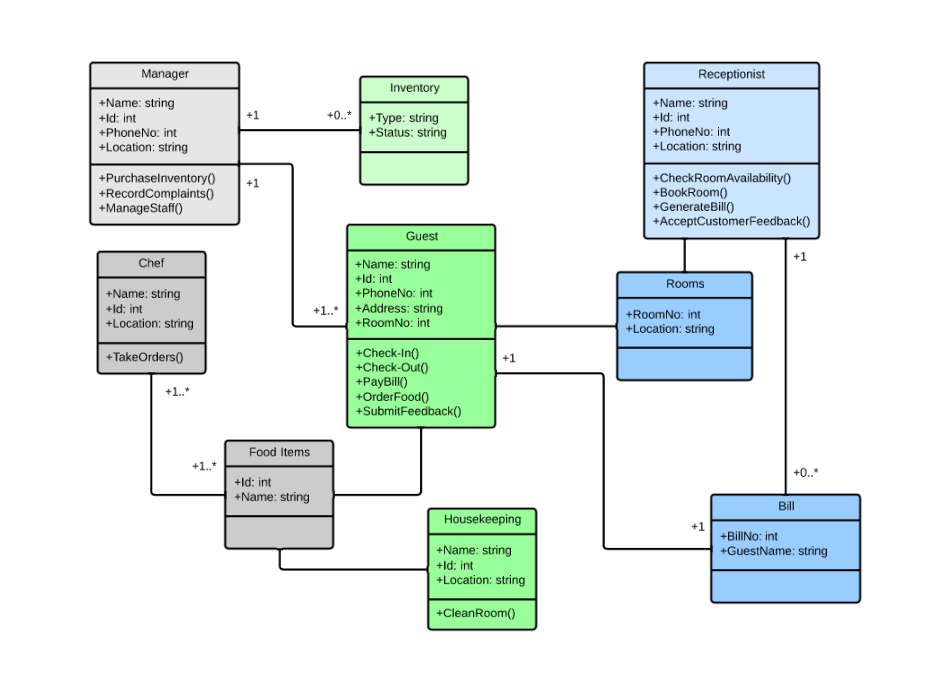 Manager
+Name: string
+Id: int
+PhoneNo: int
+Location: string
+PurchaseInventory()
+RecordComplaints()
+ManageStaff()
+1
+0..*
+1
Inventory
+Type: string
+Status: string
Receptionist
+Name: string
+Id: int
+PhoneNo: int
+Location: string
+CheckRoomAvailability()
+BookRoom()
+GenerateBill()
+AcceptCustomerFeedback()
+1
Chef
+Name: string
+Id: int
+Location: string
+TakeOrders()
+1..*
+1..*
Guest
+Name: string
+Id: int
+PhoneNo: int
+Address: string
+RoomNo: int
+Check-In()
+Check-Out()
+PayBill()
+OrderFood()
+SubmitFeedback()
+1..*
+1
Rooms
+RoomNo: int
+Location: string
Food Items
+Id: int
+Name: string
Housekeeping
+Name: string
+Id: int
+Location: string
+CleanRoom()
+0..*
+1
Bill
+BillNo: int
+GuestName: string